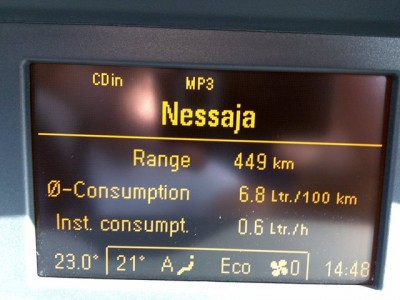 CDin MP3
Nessaja
Range 449 km
Ø-Consumption 6.8 Ltr./100 km
Inst. consumpt. 0.6 Ltr./h
23.0° 21° A Eco 0 14:48